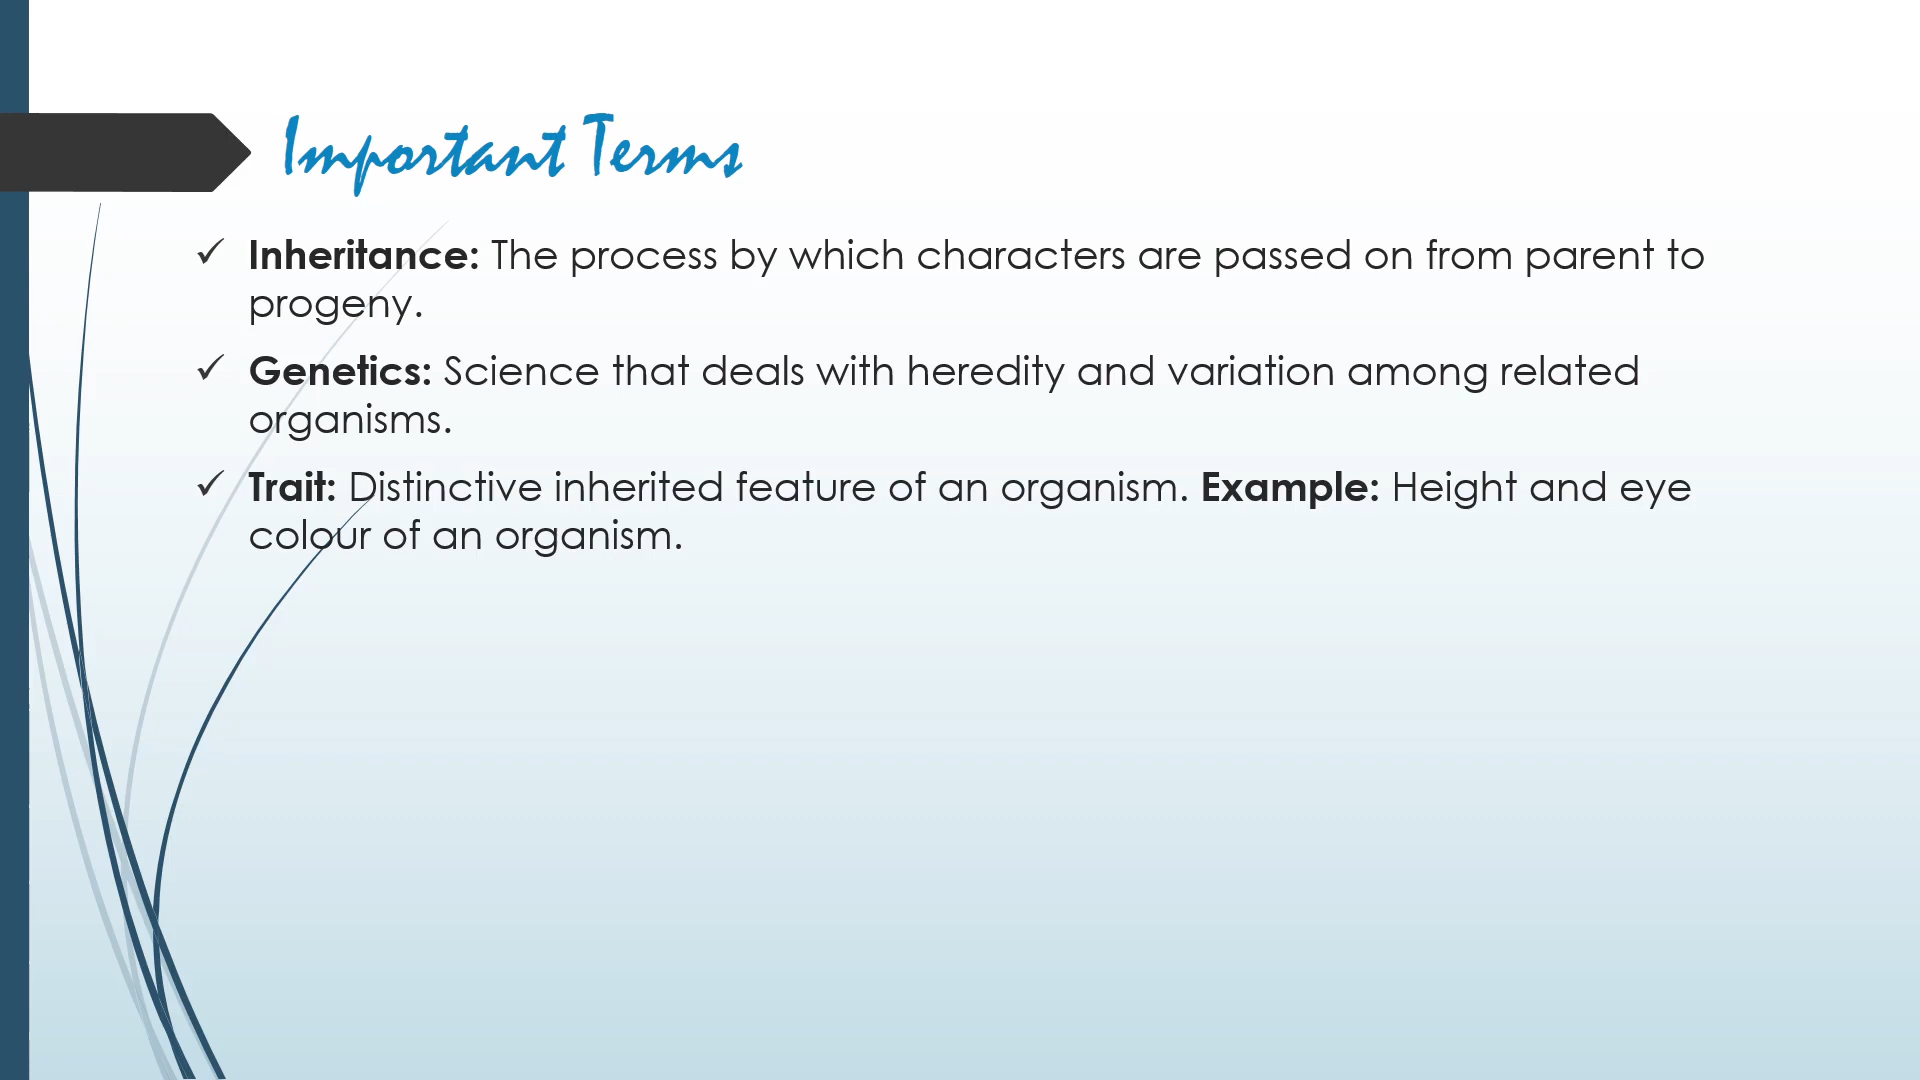 Important Terms
✓ Inheritance: The process by which characters are passed on from parent to
progeny.
✓ Genetics: Science that deals with heredity and variation among related
organisms.
✓ Trait: Distinctive inherited feature of an organism. Example: Height and eye
colour of an organism.